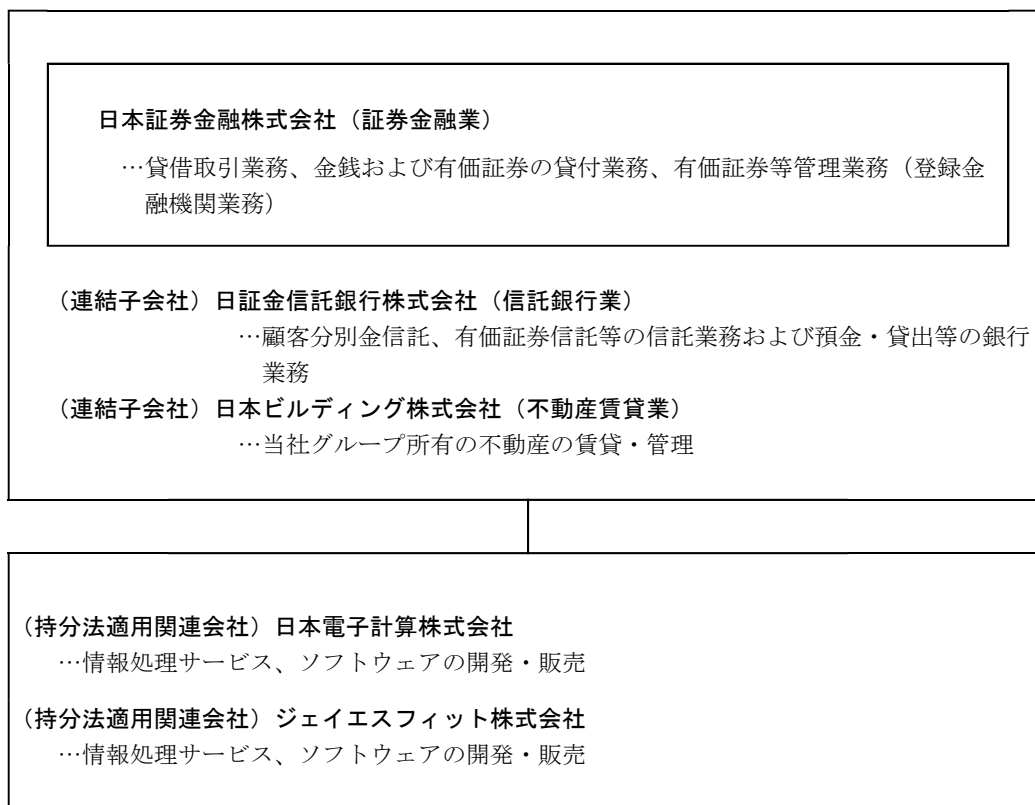 日本証券金融株式会社（証券金融業）
…貸借取引業務、金銭および有価証券の貸付業務、有価証券等管理業務（登録金
融機関業務）
（連結子会社）日証金信託銀行株式会社（信託銀行業）
…顧客分別金信託、有価証券信託等の信託業務および預金・貸出等の銀行
業務
（連結子会社）日本ビルディング株式会社（不動産賃貸業）
…当社グループ所有の不動産の賃貸・管理
（持分法適用関連会社）日本電子計算株式会社
…情報処理サービス、ソフトウェアの開発・販売
（持分法適用関連会社）ジェイエスフィット株式会社
…情報処理サービス、ソフトウェアの開発・販売